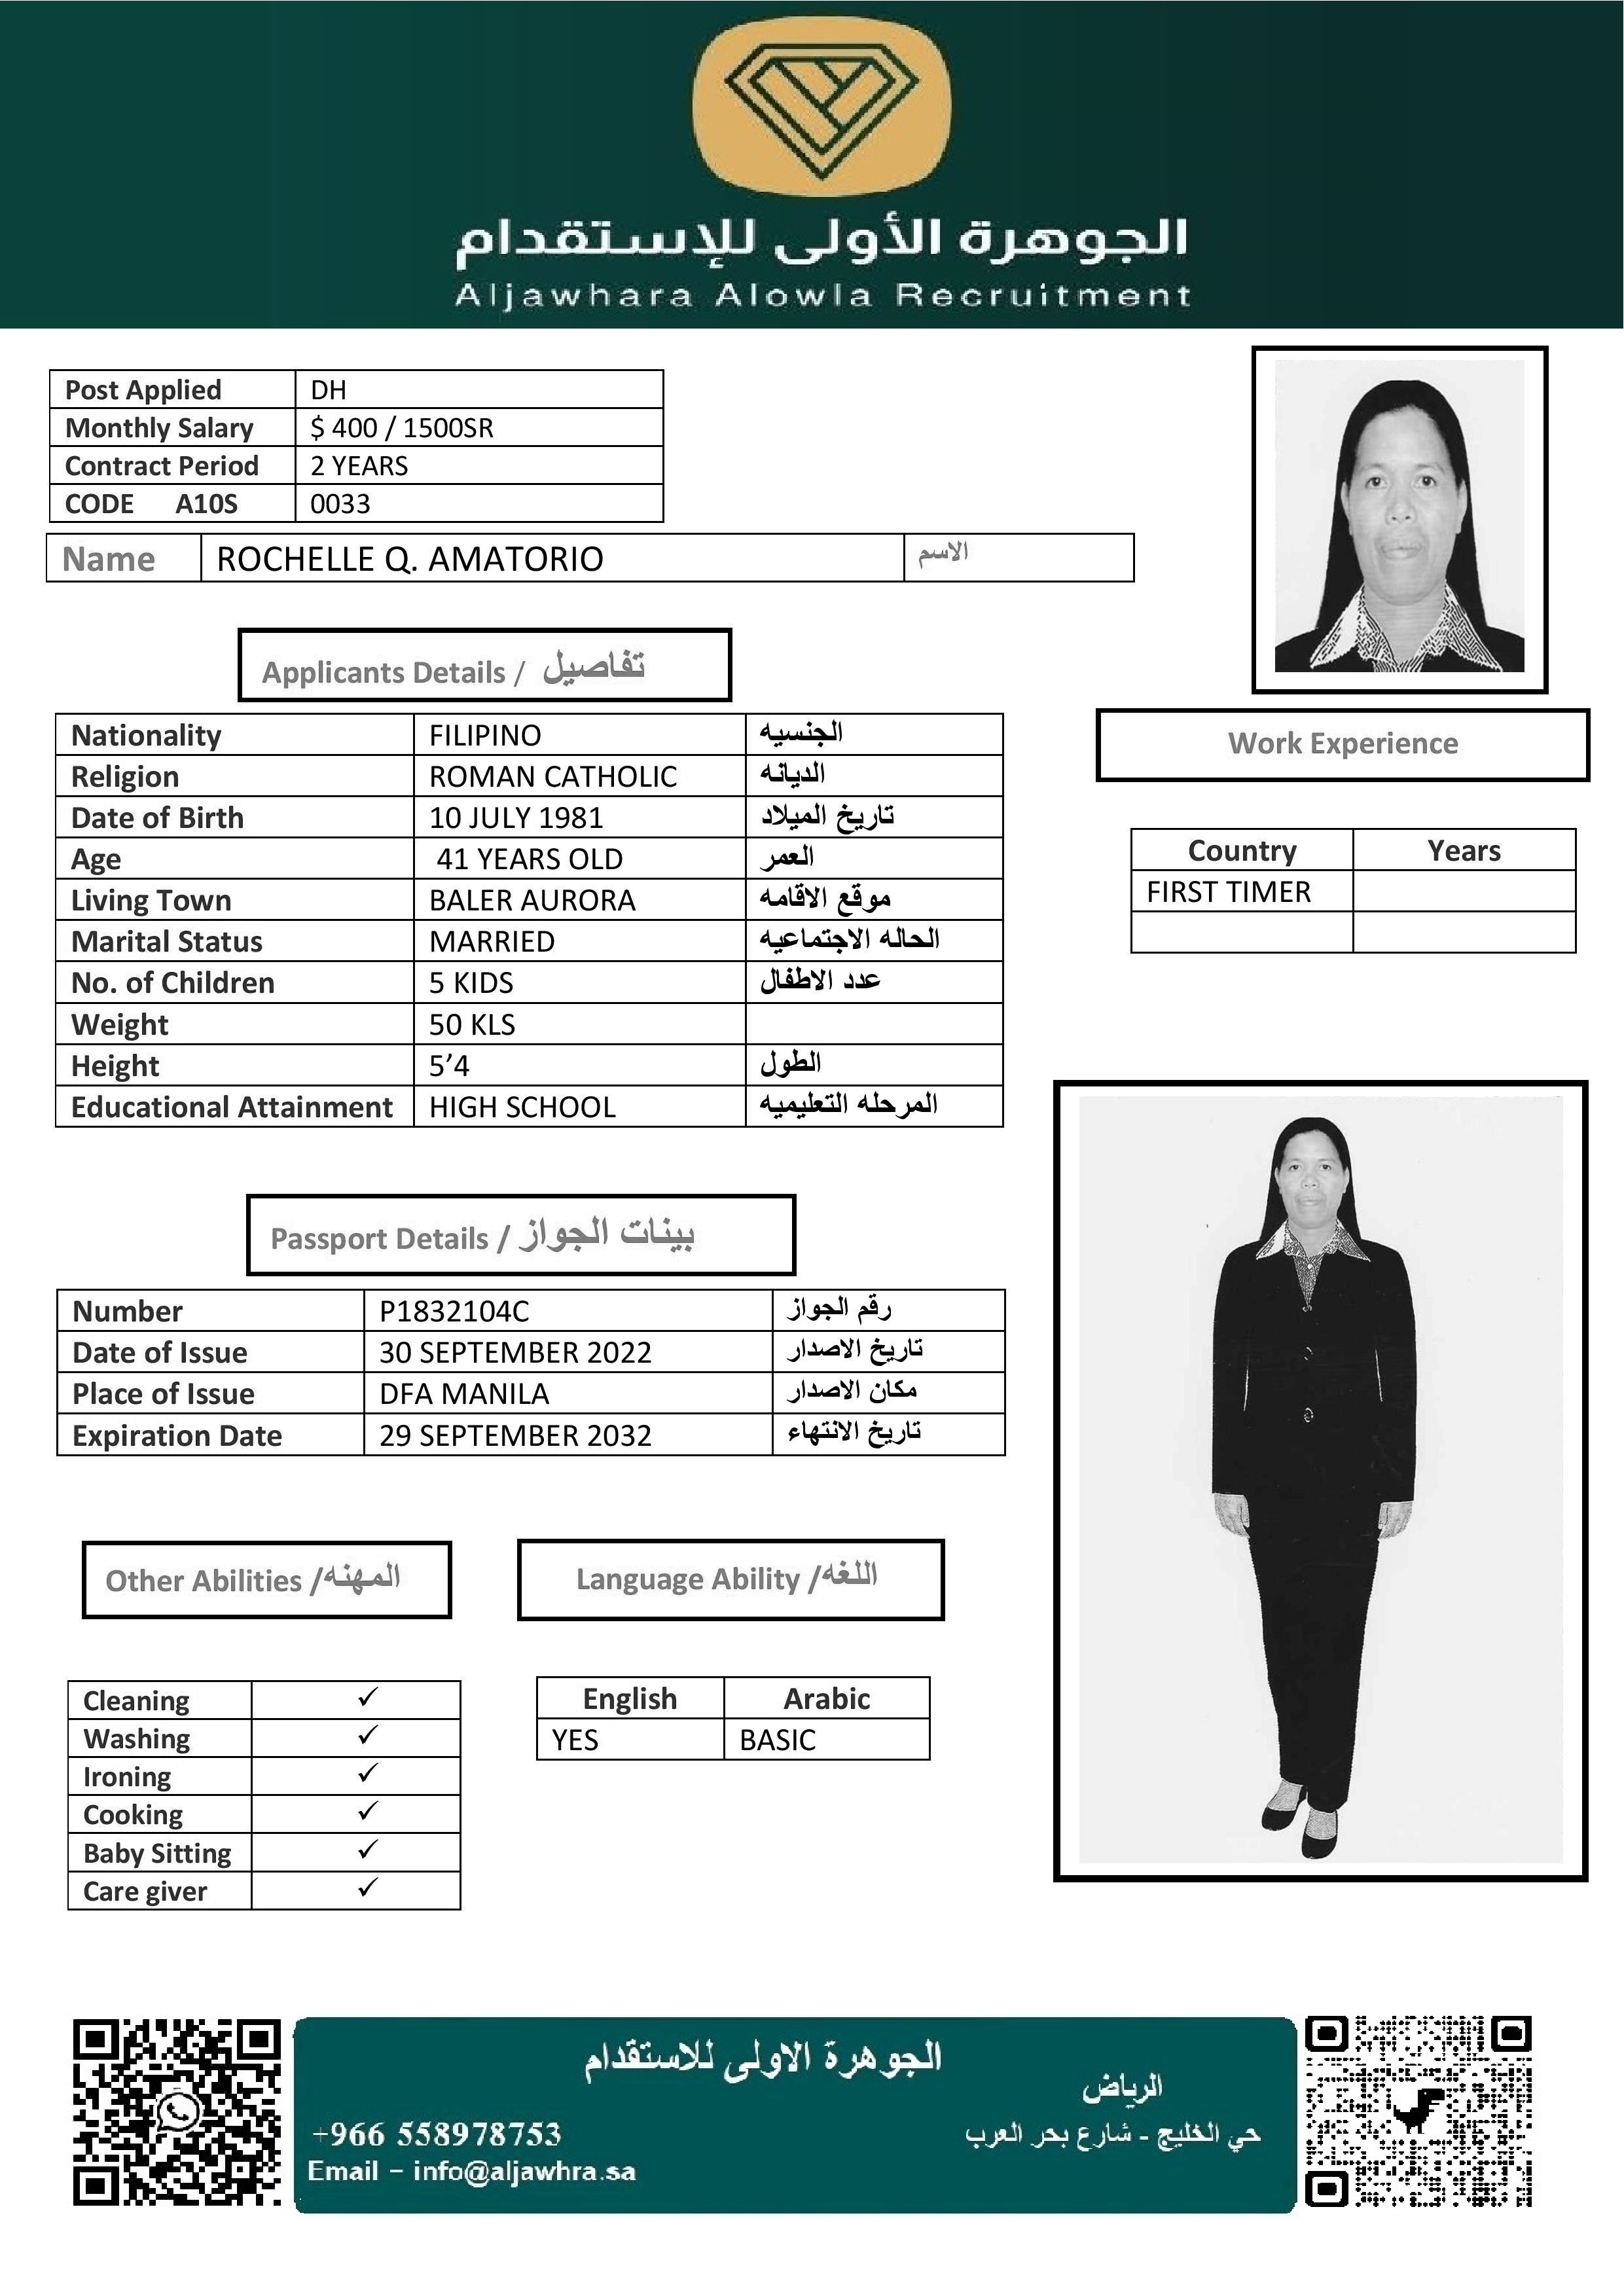 الجوهرة الأولى للإستقدام
Aljawhara Alowla Recruitment
Post Applied DH
Monthly Salary $ 400 / 1500SR
Contract Period 2 YEARS
CODE A10S 0033
Name ROCHELLE Q. AMATORIO الاسم
Applicants Details / تفاصيل
Nationality FILIPINO الجنسيه
Religion ROMAN CATHOLIC الديانه
Date of Birth 10 JULY 1981 تاريخ الميلاد
Age 41 YEARS OLD العمر
Living Town BALER AURORA موقع الاقامه
Marital Status MARRIED الحاله الاجتماعيه
No. of Children 5 KIDS عدد الاطفال
Weight 50 KLS
Height 5’4 الطول
Educational Attainment HIGH SCHOOL المرحله التعليميه
Work Experience
Country Years
FIRST TIMER
Passport Details / بينات الجواز
Number P1832104C رقم الجواز
Date of Issue 30 SEPTEMBER 2022 تاريخ الاصدار
Place of Issue DFA MANILA مكان الاصدار
Expiration Date 29 SEPTEMBER 2032 تاريخ الانتهاء
Other Abilities /المهنه
Cleaning ✓
Washing ✓
Ironing ✓
Cooking ✓
Baby Sitting ✓
Care giver ✓
Language Ability /اللغه
English Arabic
YES BASIC
الجوهرة الاولى للاستقدام
الرياض
+966 558978753
حي الخليج - شارع بحر العرب
Email – info@aljawhra.sa